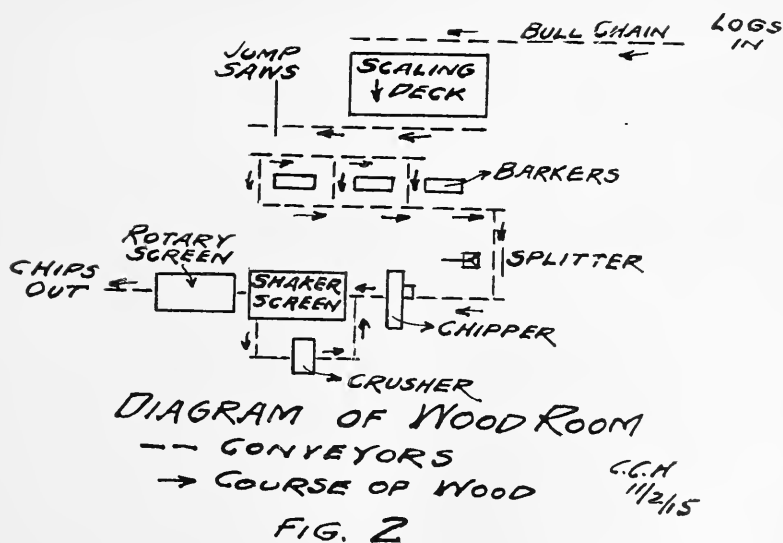 BULL CHAIN
LOGS
IN
JUMP
SAWS
SCALING
DECK
BARKERS
SPLITTER
ROTARY
SCREEN
CHIPS
OUT
SHAKER
SCREEN
CHIPPER
CRUSHER
DIAGRAM OF WOOD ROOM
CONVEYORS
COURSE OF WOOD
C.C.H
11/2/15
FIG. 2